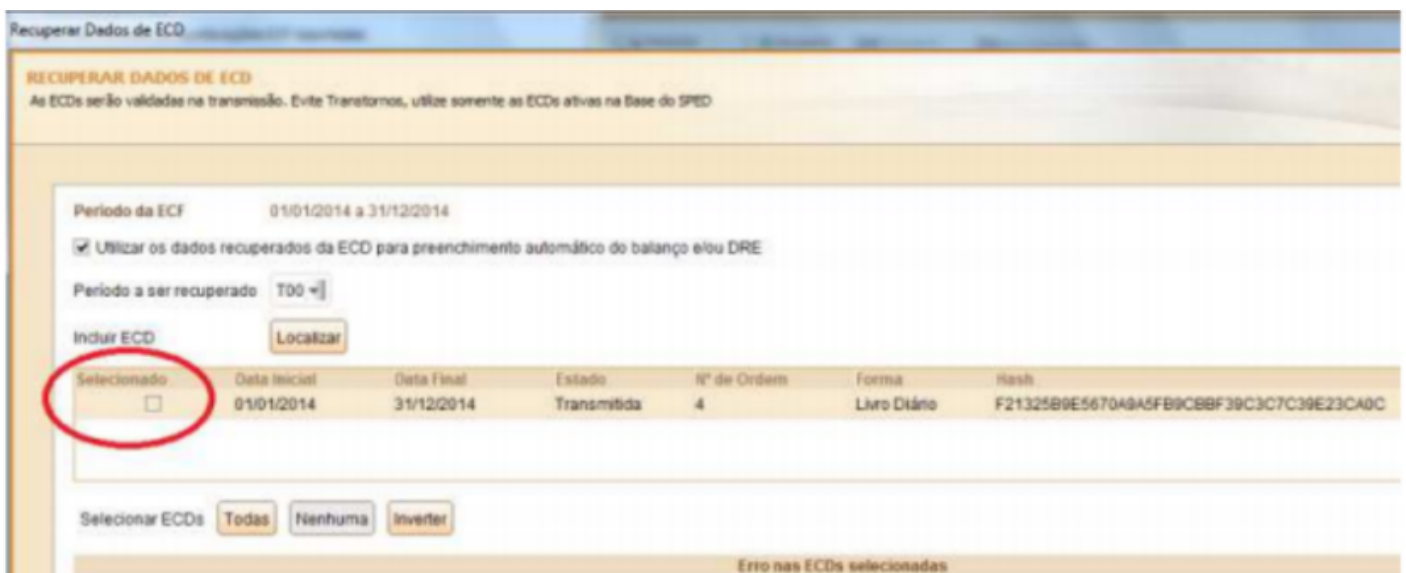 Recuperar Dados de ECD
RECUPERAR DADOS DE ECD
As ECDs serão validadas na transmissão. Evite Transtornos, utilize somente as ECDs ativas na Base do SPED
Período da ECF 01/01/2014 a 31/12/2014
Utilizar os dados recuperados da ECD para preenchimento automático do balanço e/ou DRE
Período a ser recuperado T00
Incluir ECD Localizar
Selecionado Data Inicial Data Final Estado Nº de Ordem Forma Hash
01/01/2014 31/12/2014 Transmitida 4 Livro Diário
Selecionar ECDs Todas Nenhuma Inverter
Erro nas ECDs selecionadas